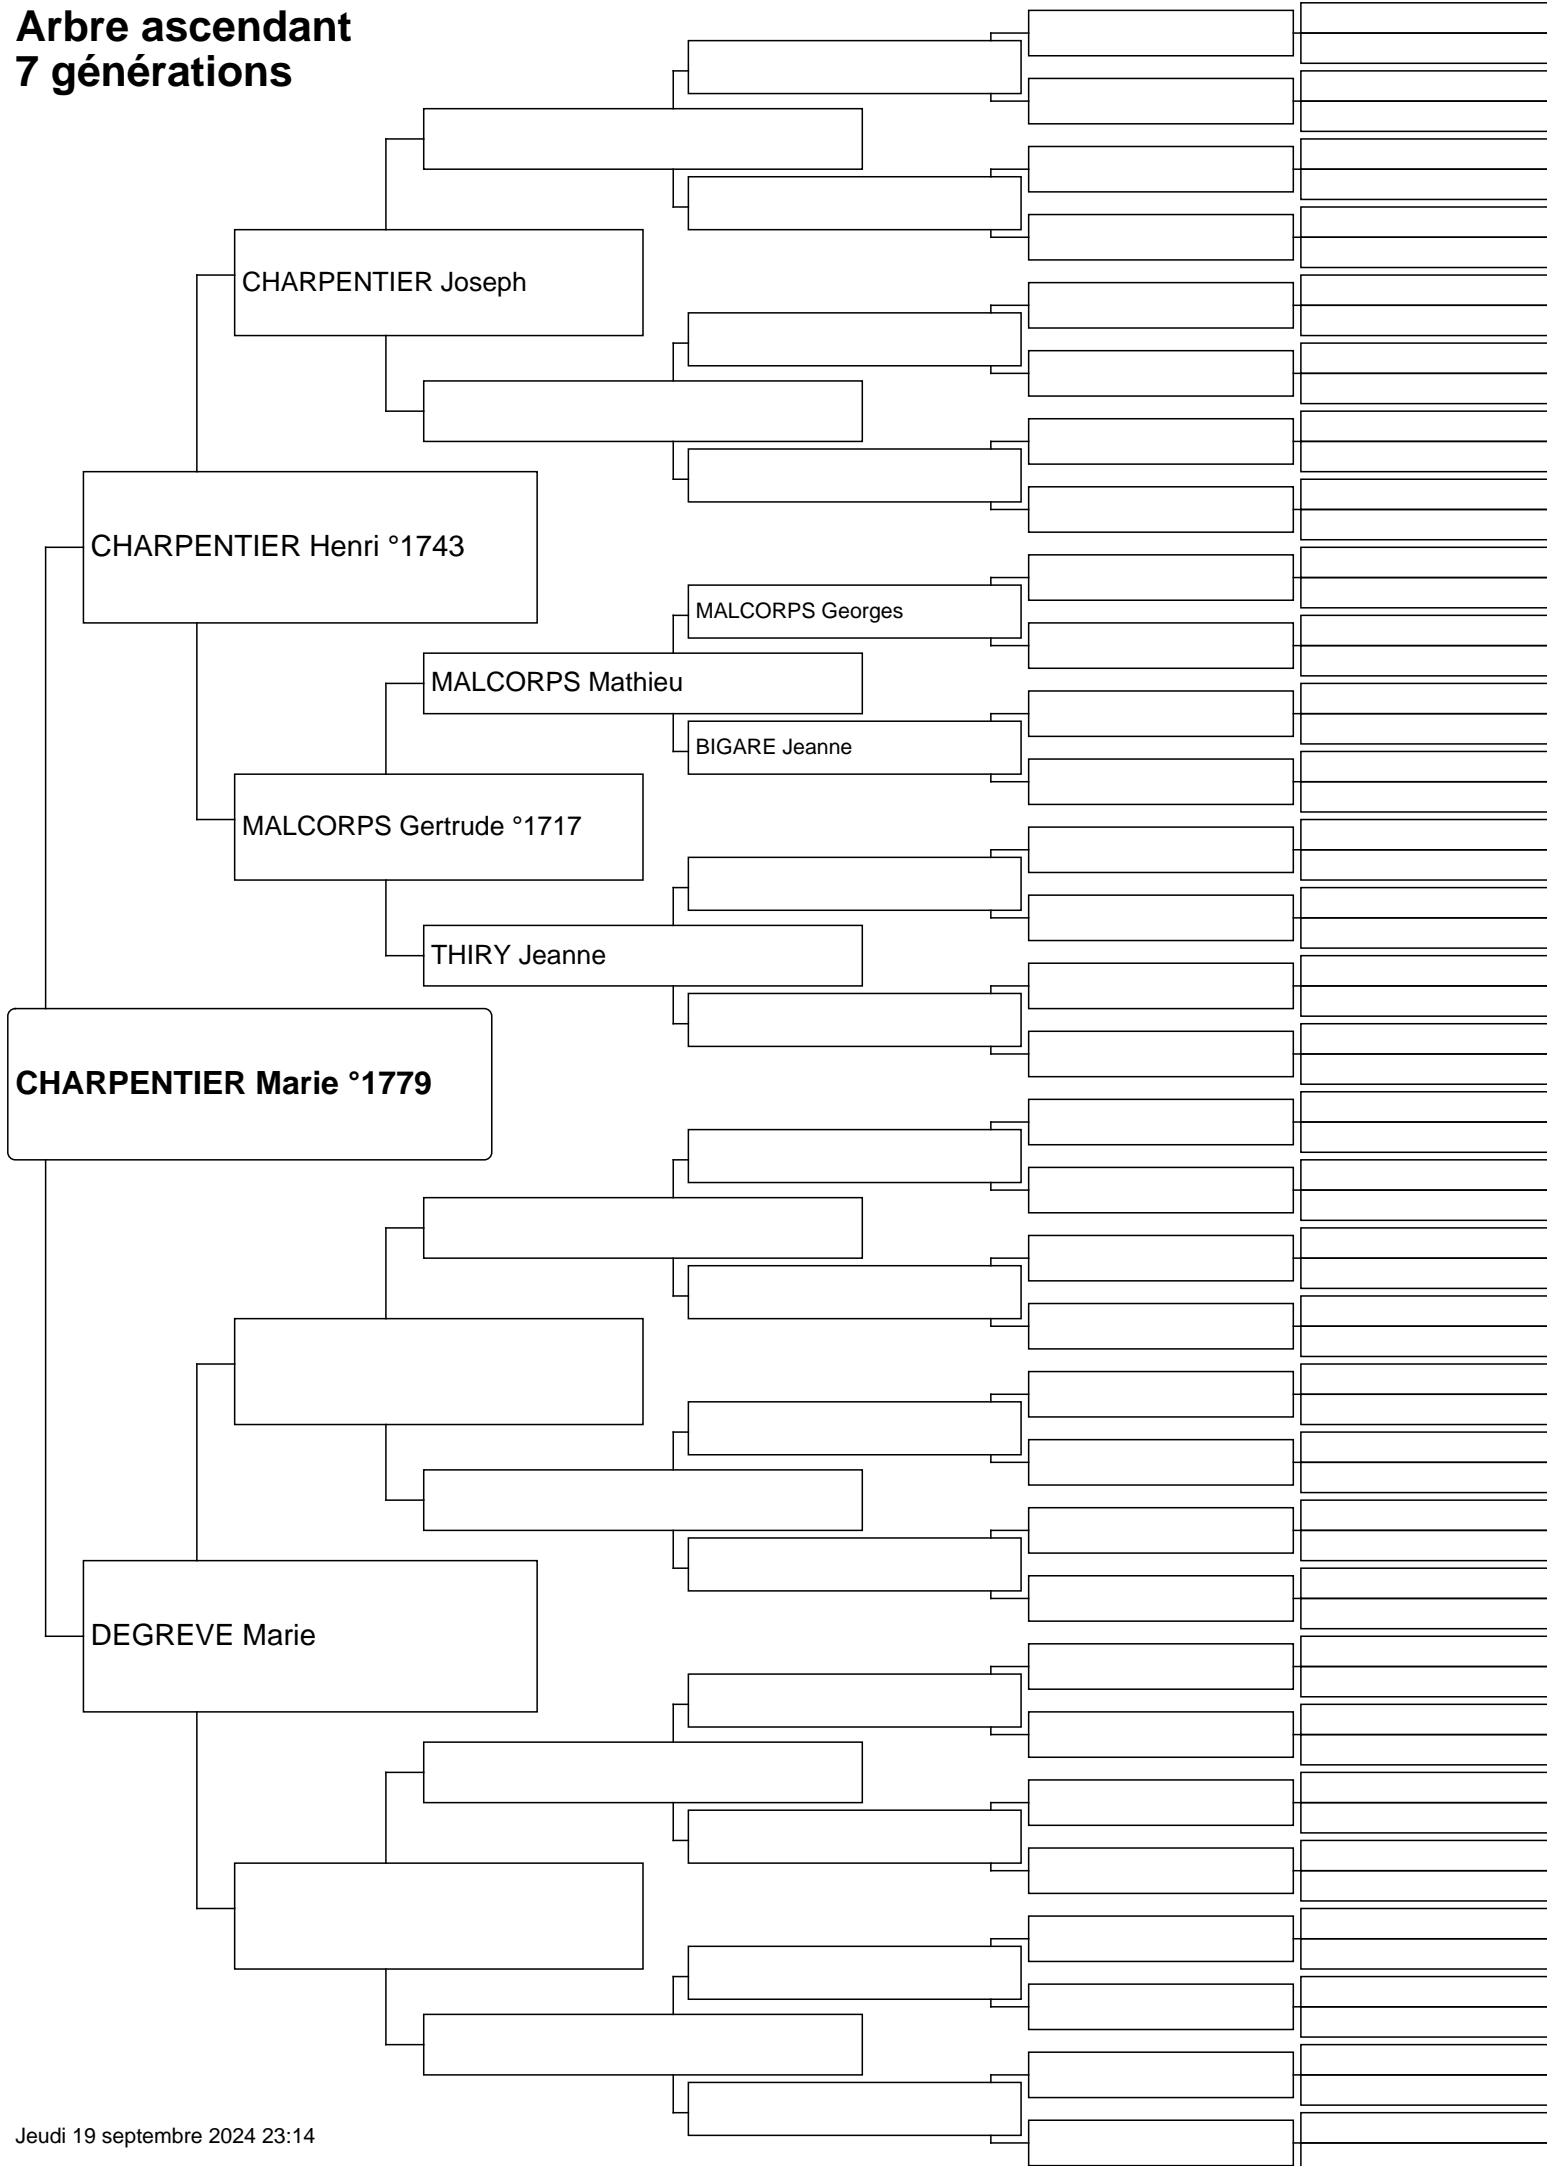 Arbre ascendant
7 générations
CHARPENTIER Joseph
CHARPENTIER Henri °1743
MALCORPS Georges
MALCORPS Mathieu
BIGARE Jeanne
MALCORPS Gertrude °1717
THIRY Jeanne
CHARPENTIER Marie °1779
DEGREVE Marie
Jeudi 19 septembre 2024 23:14